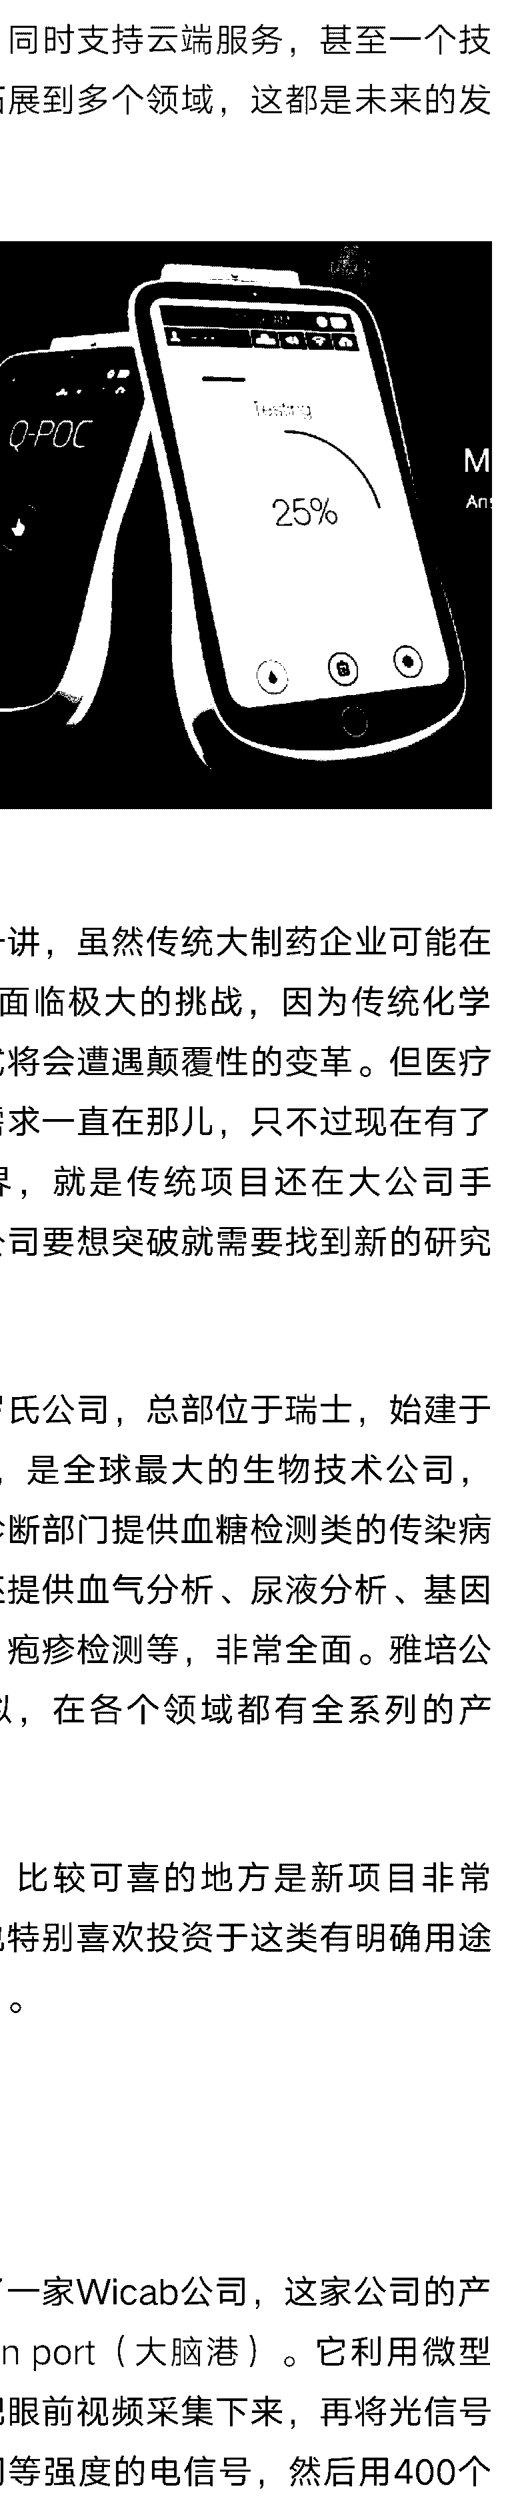 同时支持云端服务，甚至一个技
展到多个领域，这都是未来的发
Q-POC
Testing
25%
M
An
讲，虽然传统大制药企业可能在
面临极大的挑战，因为传统化学
将会遭遇颠覆性的变革。但医疗
求一直在那儿，只不过现在有了
界，就是传统项目还在大公司手
公司要想突破就需要找到新的研究
氏公司，总部位于瑞士，始建于
，是全球最大的生物技术公司，
诊断部门提供血糖检测类的传染病
提供血气分析、尿液分析、基因
疱疹检测等，非常全面。雅培公
，在各个领域都有全系列的产
比较可喜的地方是新项目非常
特别喜欢投资于这类有明确用途
。
一家Wicab公司，这家公司的产
n port（大脑港）。它利用微型
眼前视频采集下来，再将光信号
等强度的电信号，然后用400个